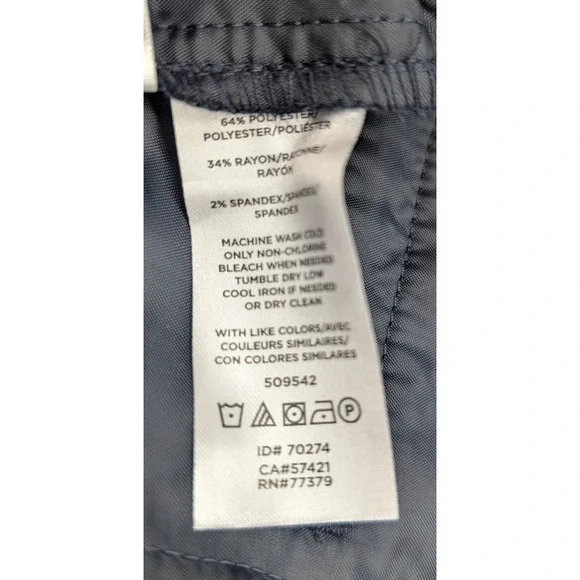 64% POLYESTER/
POLYESTER/POLIÉSTER
34% RAYON/RAYONNE/
RAYÓN
2% SPANDEX/SPANDEX/
SPANDEX
MACHINE WASH COLD
ONLY NON-CHLORINE
BLEACH WHEN NEEDED
TUMBLE DRY LOW
COOL IRON IF NEEDED
OR DRY CLEAN
WITH LIKE COLORS/AVEC
COULEURS SIMILAIRES/
CON COLORES SIMILARES
509542
P
ID# 70274
CA#57421
RN#77379